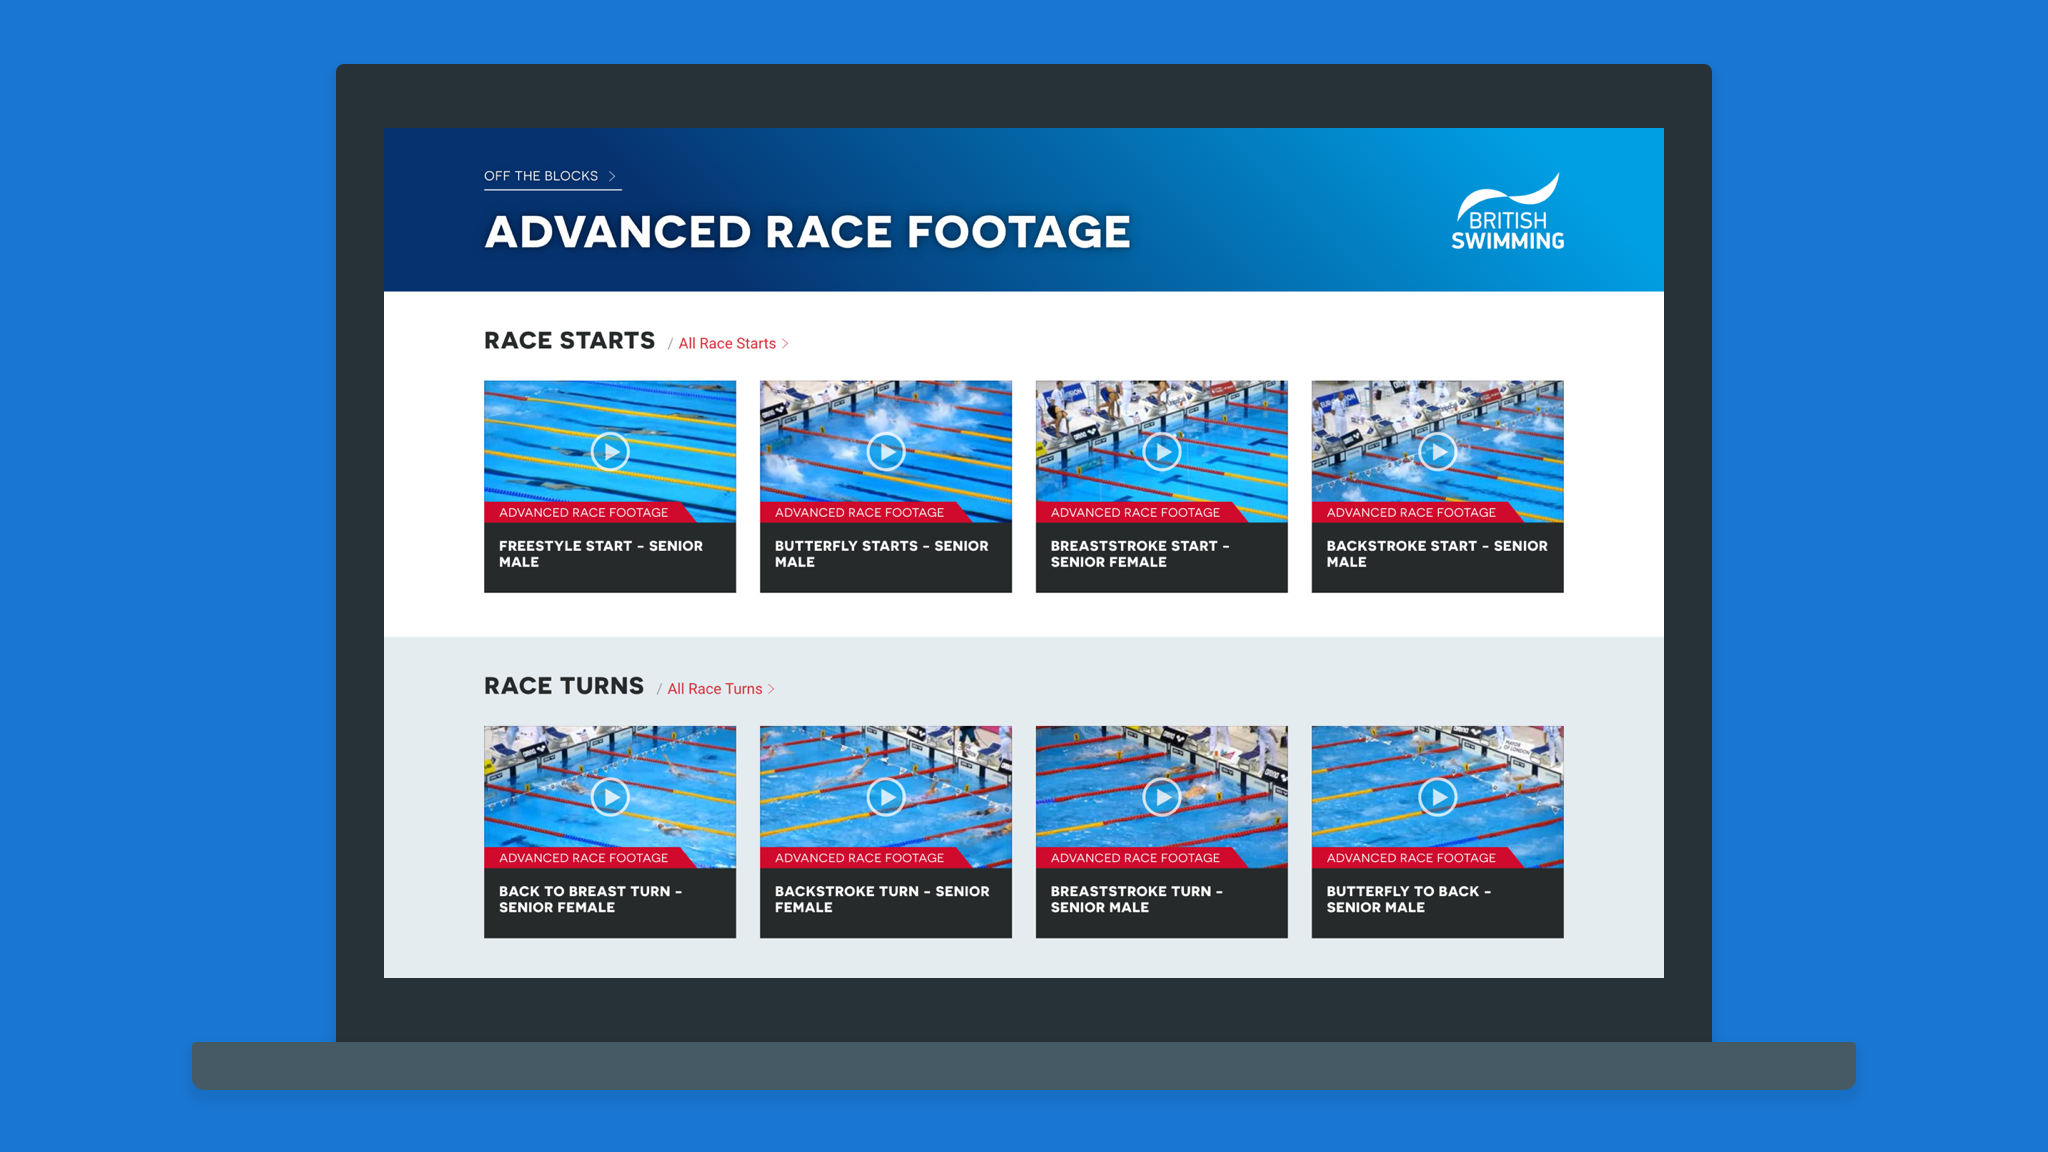 OFF THE BLOCKS
ADVANCED RACE FOOTAGE
BRITISH
SWIMMING
RACE STARTS / All Race Starts
ADVANCED RACE FOOTAGE
FREESTYLE START – SENIOR
MALE
ADVANCED RACE FOOTAGE
BUTTERFLY STARTS – SENIOR
MALE
ADVANCED RACE FOOTAGE
BREASTSTROKE START –
SENIOR FEMALE
ADVANCED RACE FOOTAGE
BACKSTROKE START – SENIOR
MALE
RACE TURNS / All Race Turns
ADVANCED RACE FOOTAGE
BACK TO BREAST TURN –
SENIOR FEMALE
ADVANCED RACE FOOTAGE
BACKSTROKE TURN – SENIOR
FEMALE
ADVANCED RACE FOOTAGE
BREASTSTROKE TURN –
SENIOR MALE
MAYOR
OF LONDON
ADVANCED RACE FOOTAGE
BUTTERFLY TO BACK –
SENIOR MALE